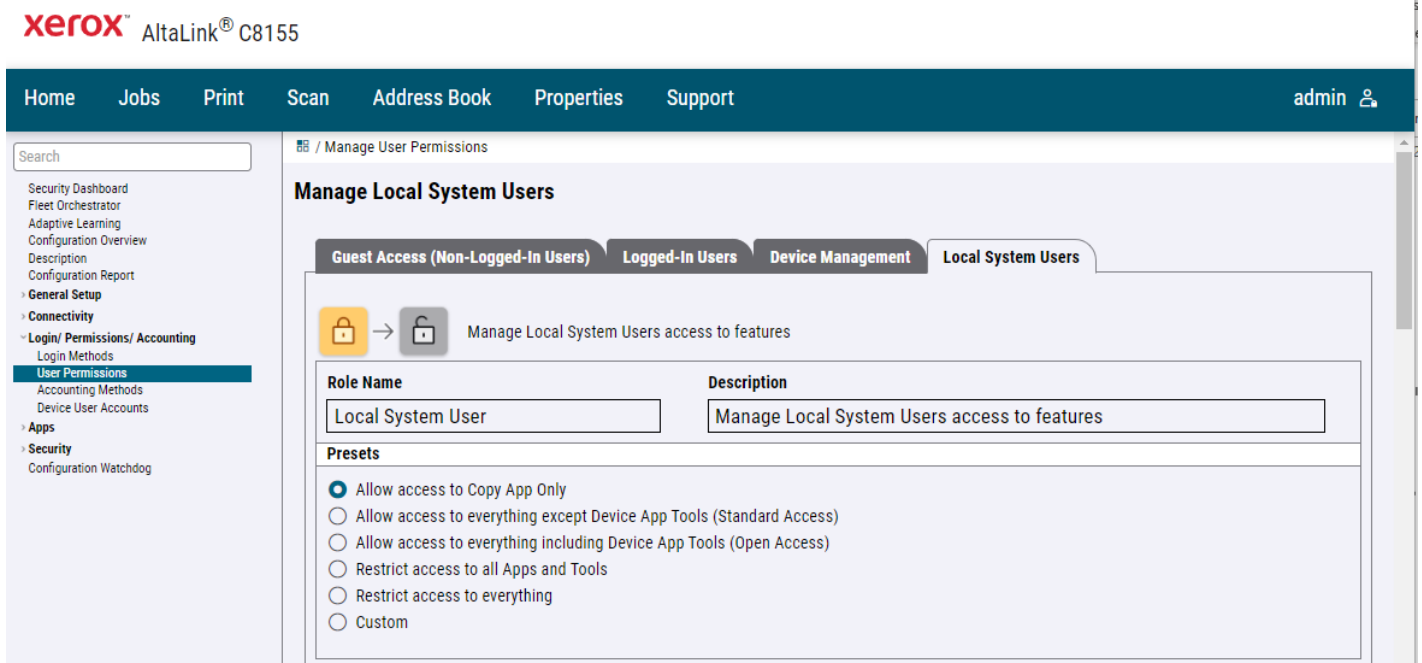 xerox™ AltaLink® C8155
Home Jobs Print Scan Address Book Properties Support admin
Search
Security Dashboard
Fleet Orchestrator
Adaptive Learning
Configuration Overview
Description
Configuration Report
General Setup
Connectivity
Login/ Permissions/ Accounting
Login Methods
User Permissions
Accounting Methods
Device User Accounts
Apps
Security
Configuration Watchdog
/ Manage User Permissions
Manage Local System Users
Guest Access (Non-Logged-In Users) Logged-In Users Device Management Local System Users
Manage Local System Users access to features
Role Name Description
Local System User Manage Local System Users access to features
Presets
Allow access to Copy App Only
Allow access to everything except Device App Tools (Standard Access)
Allow access to everything including Device App Tools (Open Access)
Restrict access to all Apps and Tools
Restrict access to everything
Custom